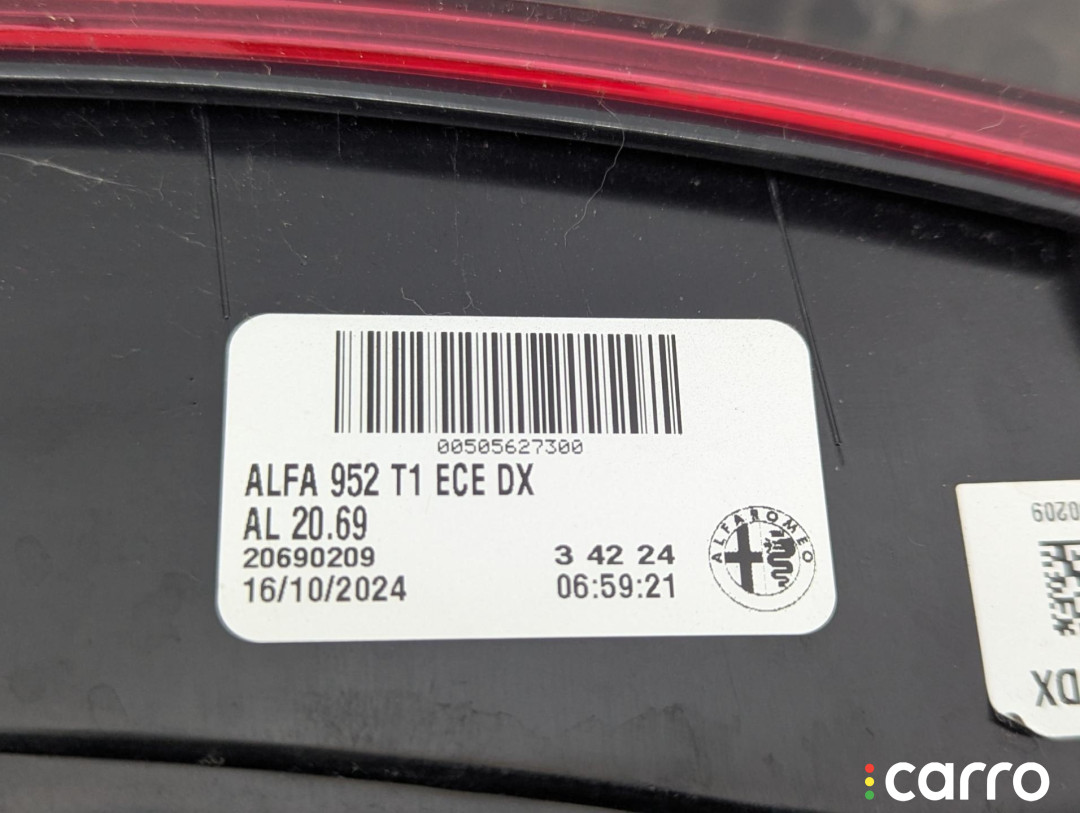 00505627300
ALFA 952 T1 ECE DX
AL 20.69
20690209
3 42 24
16/10/2024
06:59:21
ALFA ROMEO
0209
DX
carro